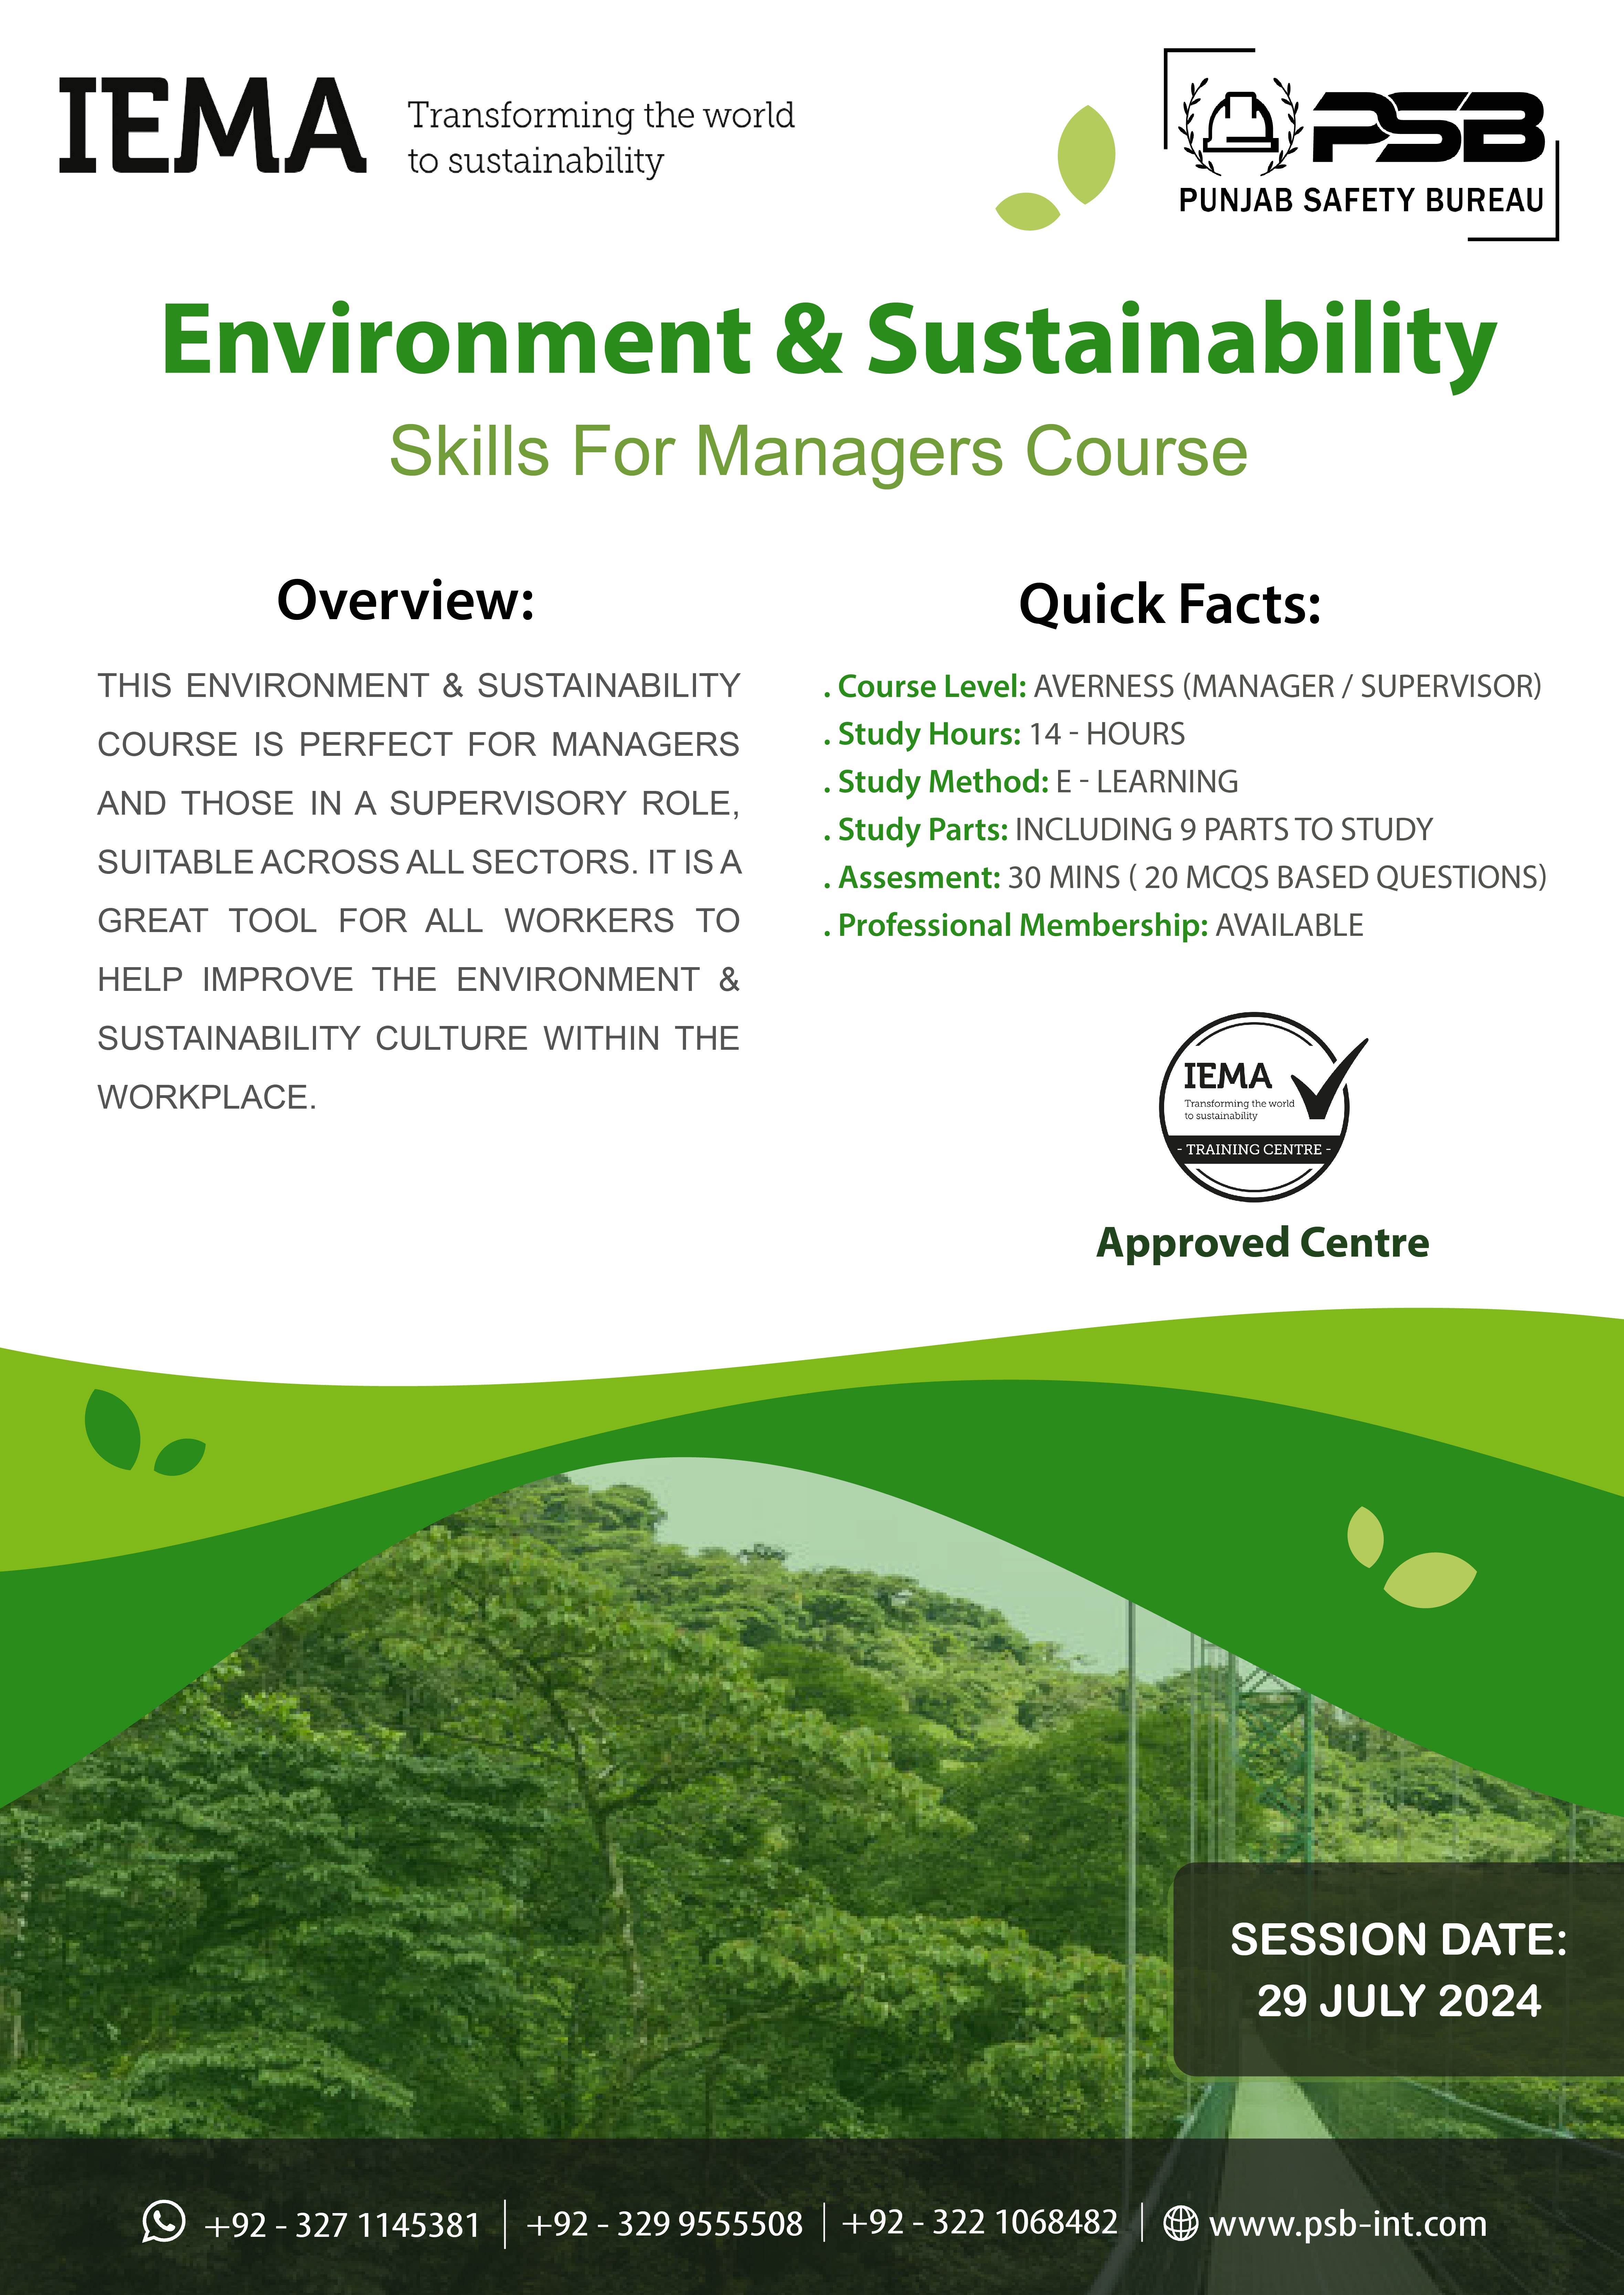 IEMA
Transforming the world
to sustainability
PSB
PUNJAB SAFETY BUREAU
Environment & Sustainability
Skills For Managers Course
Overview:
THIS ENVIRONMENT & SUSTAINABILITY
COURSE IS PERFECT FOR MANAGERS
AND THOSE IN A SUPERVISORY ROLE,
SUITABLE ACROSS ALL SECTORS. IT IS A
GREAT TOOL FOR ALL WORKERS TO
HELP IMPROVE THE ENVIRONMENT &
SUSTAINABILITY CULTURE WITHIN THE
WORKPLACE.
Quick Facts:
. Course Level: AVERNESS (MANAGER / SUPERVISOR)
. Study Hours: 14 - HOURS
. Study Method: E - LEARNING
. Study Parts: INCLUDING 9 PARTS TO STUDY
. Assesment: 30 MINS ( 20 MCQS BASED QUESTIONS)
. Professional Membership: AVAILABLE
IEMA
Transforming the world
to sustainability
- TRAINING CENTRE -
Approved Centre
SESSION DATE:
29 JULY 2024
+92 - 327 1145381 | +92 - 329 9555508 | +92 - 322 1068482 | www.psb-int.com